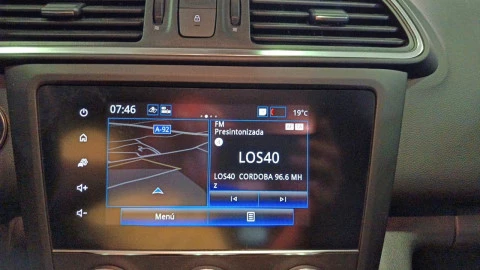 07:46
19°C
A-92
FM
Presintonizada
LOS40
LOS40 CORDOBA 96.6 MH
z
Menú